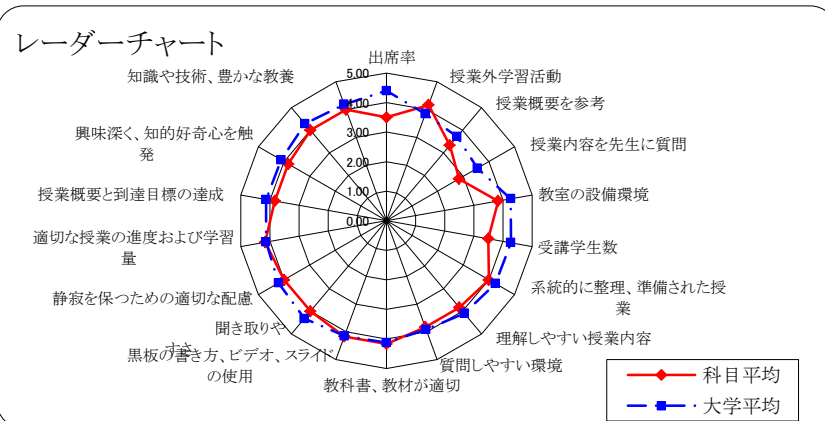 レーダーチャート
出席率
授業外学習活動
授業概要を参考
授業内容を先生に質問
教室の設備環境
受講学生数
系統的に整理、準備された授
業
理解しやすい授業内容
質問しやすい環境
教科書、教材が適切
黒板の書き方、ビデオ、スライド
の使用
聞き取りや
すさ
静寂を保つための適切な配慮
適切な授業の進度および学習
量
授業概要と到達目標の達成
興味深く、知的好奇心を触
発
知識や技術、豊かな教養
5.00
4.00
3.00
2.00
1.00
0.00
科目平均
大学平均